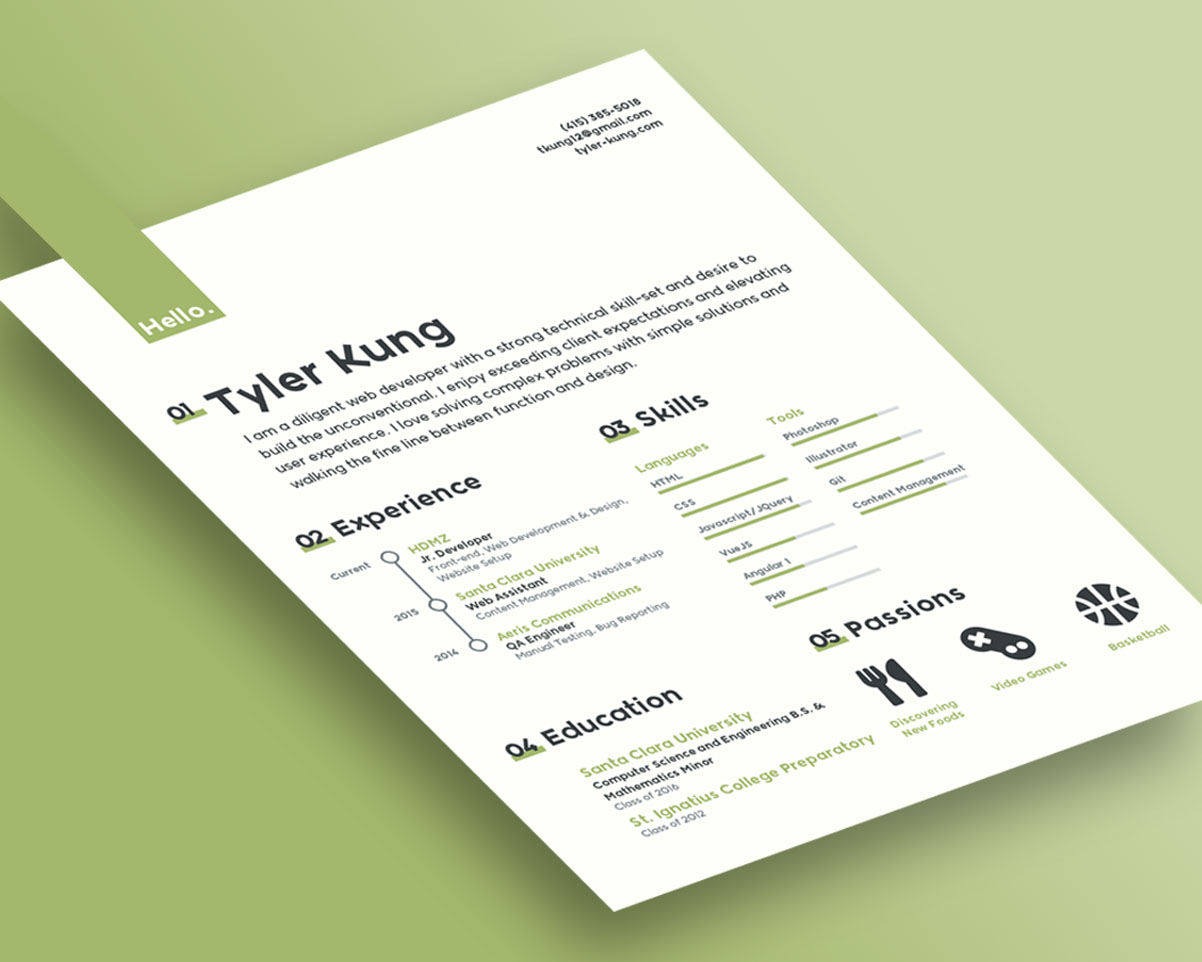 (415) 385-5018
tkung12@gmail.com
tyler-kung.com
Hello.
01 Tyler Kung
I am a diligent web developer with a strong technical skill-set and desire to
build the unconventional. I enjoy exceeding client expectations and elevating
user experience. I love solving complex problems with simple solutions and
walking the fine line between function and design.
02 Experience
Current
HDMZ
Jr. Developer
Front-end, Web Development & Design,
Website Setup
2015
Santa Clara University
Web Assistant
Content Management, Website Setup
2014
Aeris Communications
QA Engineer
Manual Testing, Bug Reporting
03 Skills
Languages
HTML
CSS
Javascript/JQuery
VueJS
Angular 1
PHP
Tools
Photoshop
Illustrator
Git
Content Management
04 Education
Santa Clara University
Computer Science and Engineering B.S. &
Mathematics Minor
Class of 2016
St. Ignatius College Preparatory
Class of 2012
05 Passions
Discovering
New Foods
Video Games
Basketball